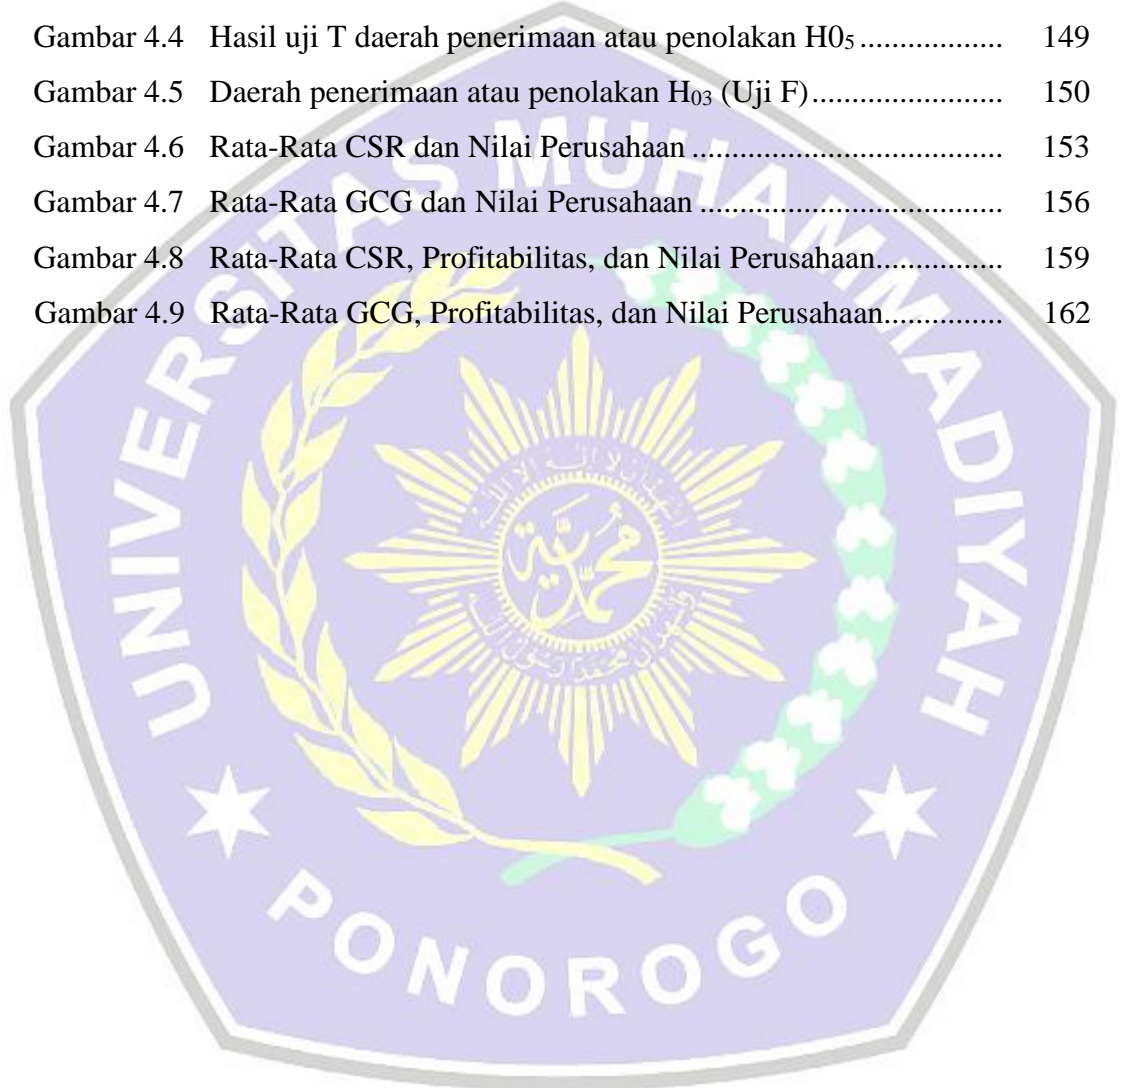 Gambar 4.4 Hasil uji T daerah penerimaan atau penolakan H0₅ .................. 149
Gambar 4.5 Daerah penerimaan atau penolakan H₀₃ (Uji F)........................ 150
Gambar 4.6 Rata-Rata CSR dan Nilai Perusahaan ....................................... 153
Gambar 4.7 Rata-Rata GCG dan Nilai Perusahaan ...................................... 156
Gambar 4.8 Rata-Rata CSR, Profitabilitas, dan Nilai Perusahaan................ 159
Gambar 4.9 Rata-Rata GCG, Profitabilitas, dan Nilai Perusahaan............... 162
UNIVERSITAS MUHAMMADIYAH
محمدية
PONOROGO